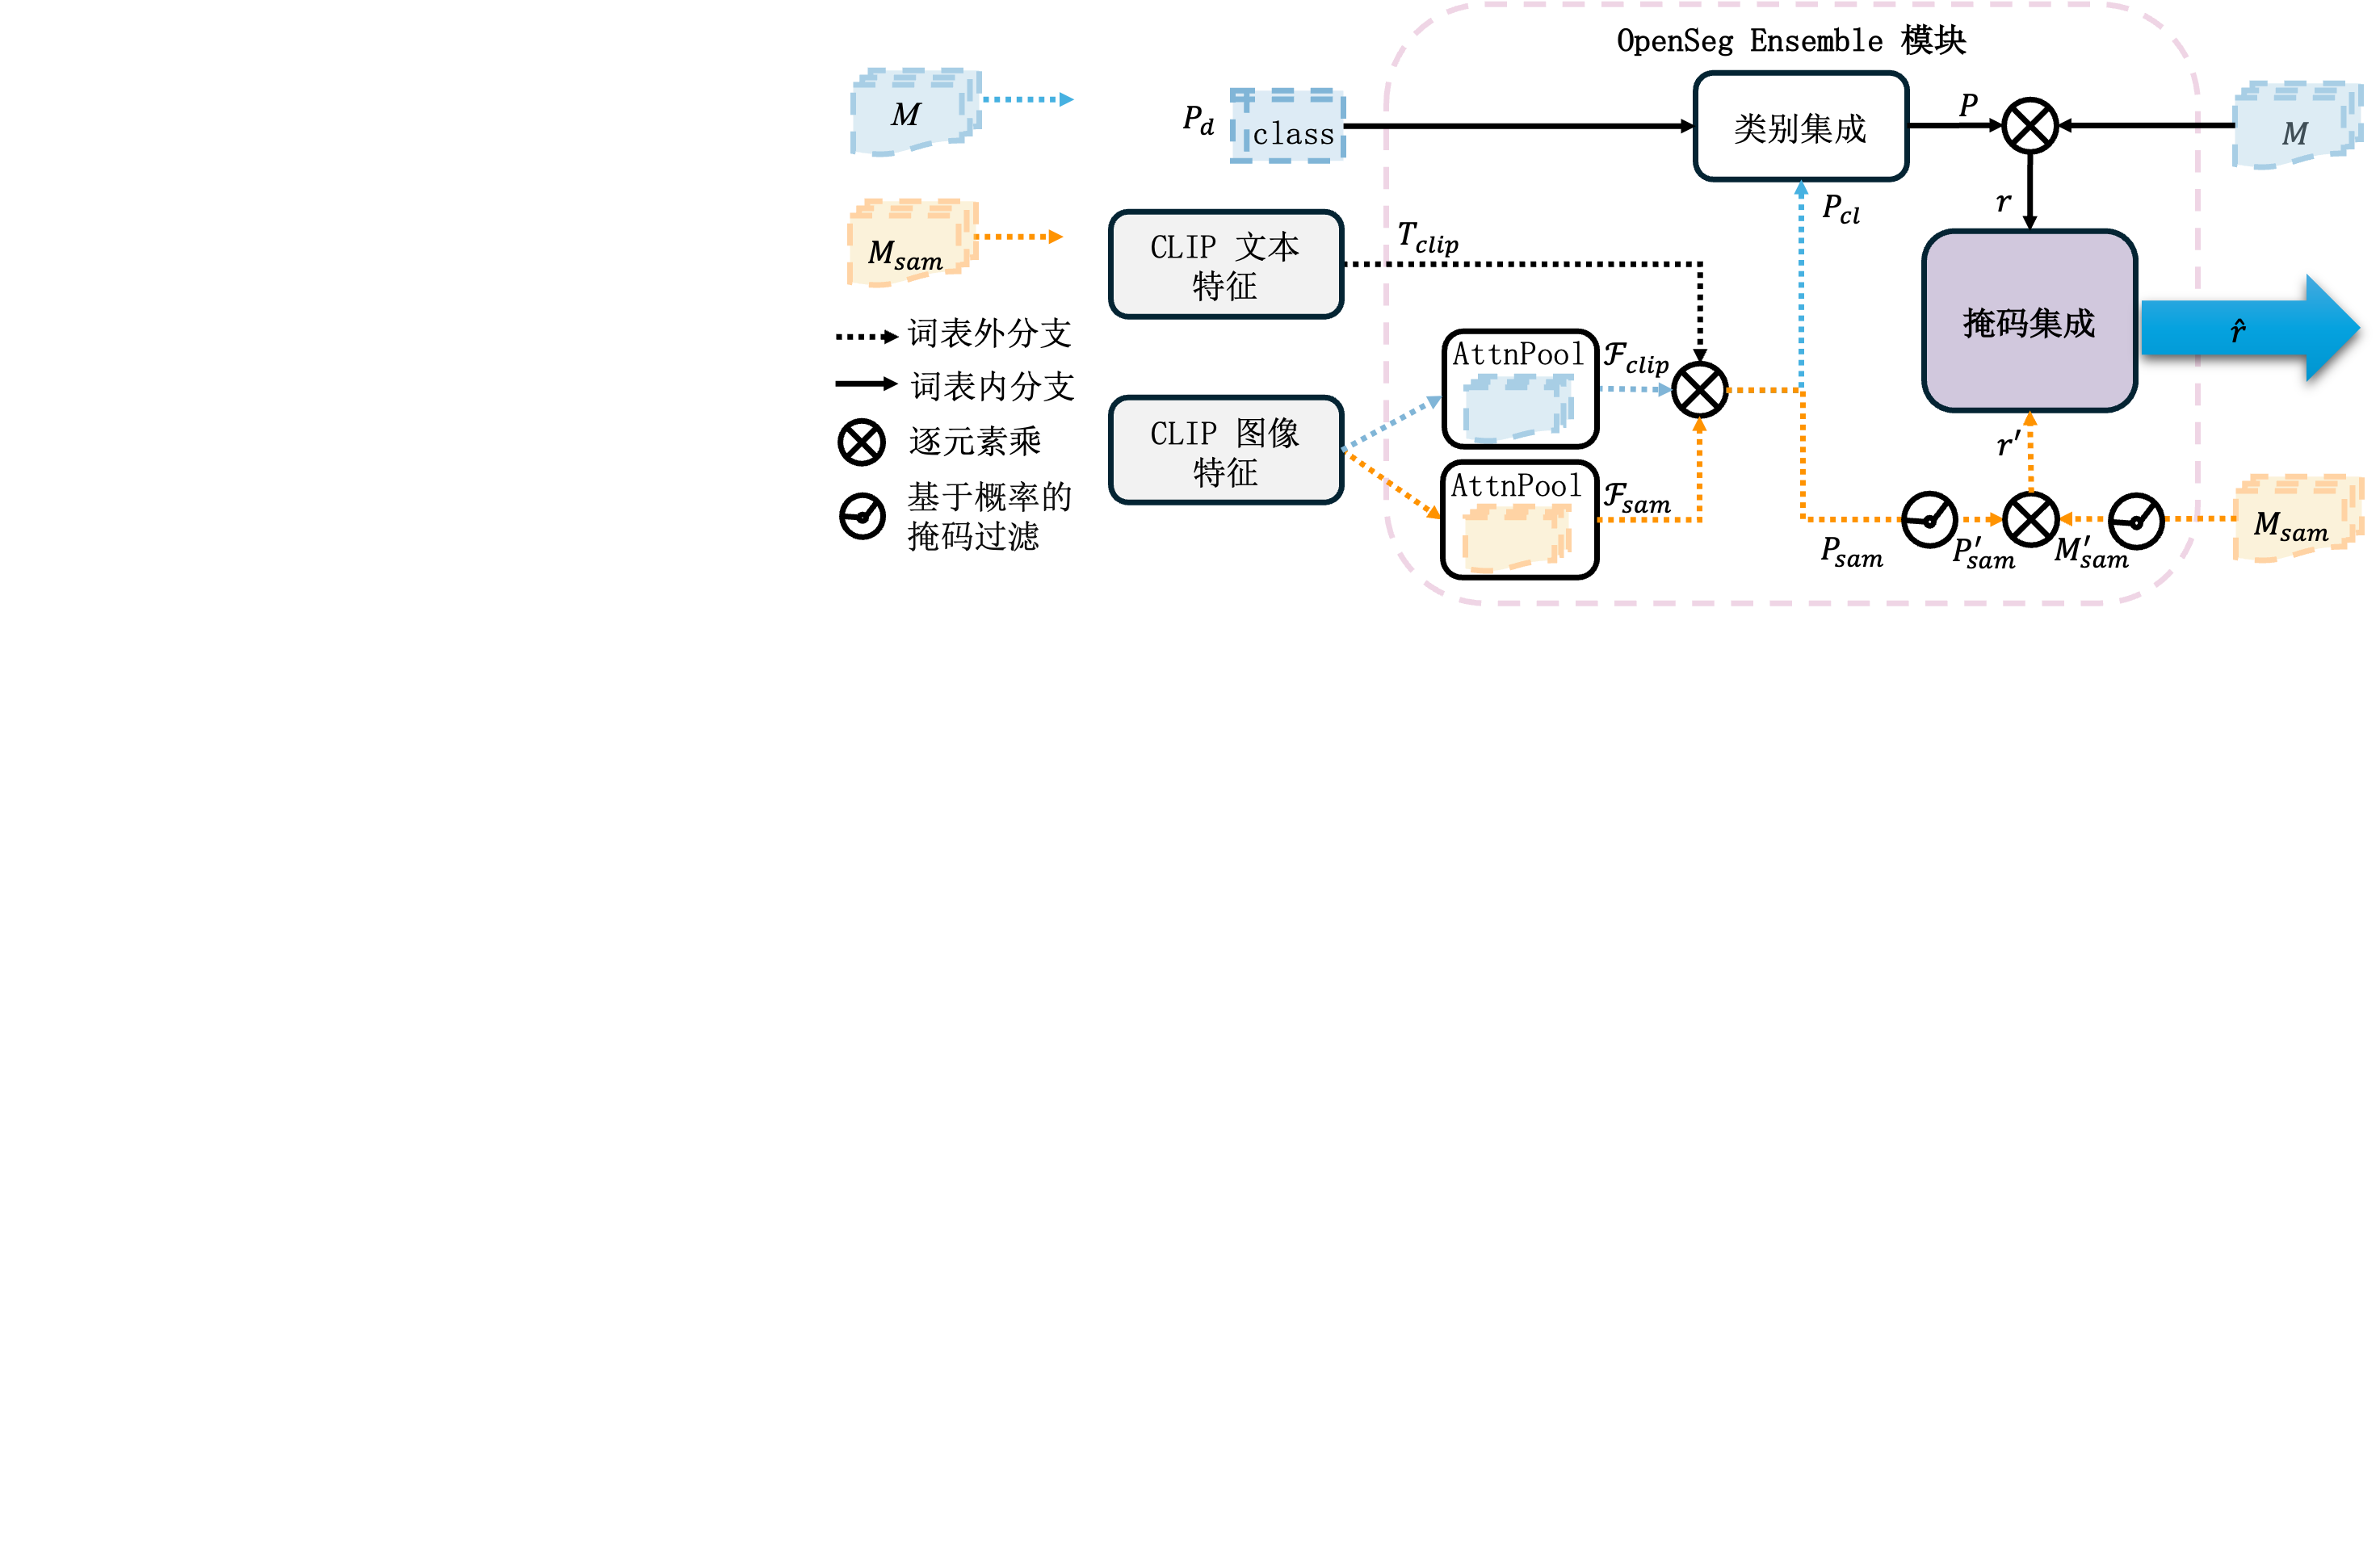 OpenSeg Ensemble 模块
M
P_d
class
类别集成
P
M
P_cl
r
M_sam
CLIP 文本
特征
T_clip
掩码集成
r̂
词表外分支
词表内分支
逐元素乘
基于概率的
掩码过滤
CLIP 图像
特征
AttnPool
ℱ_clip
AttnPool
ℱ_sam
r′
P_sam
P′_sam
M′_sam
M_sam